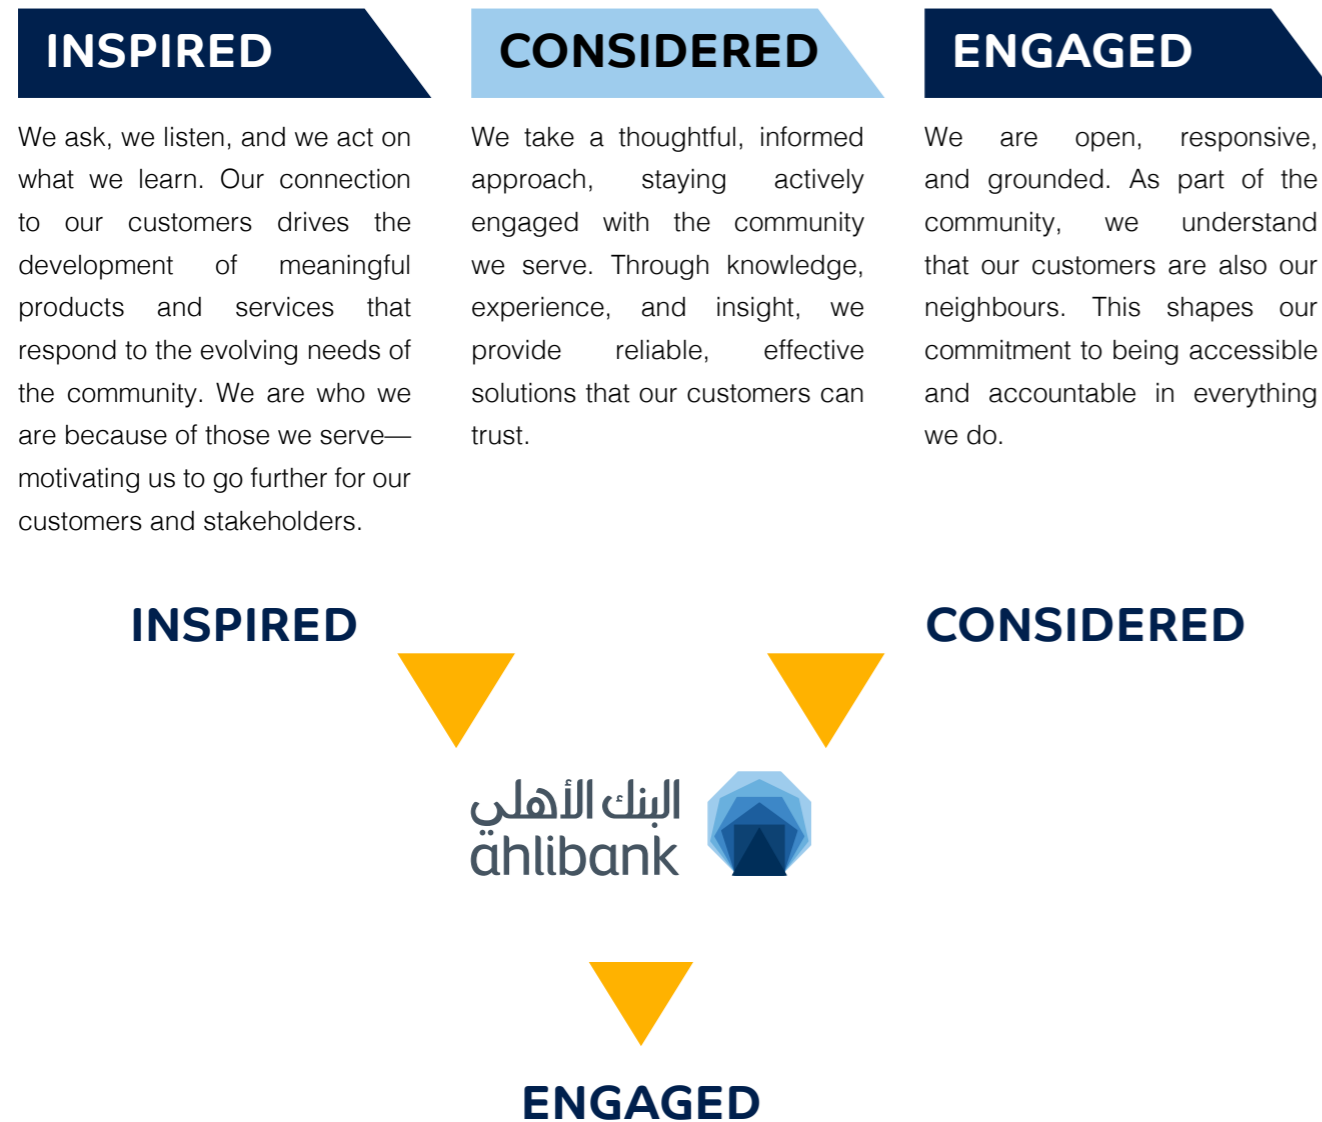 INSPIRED
We ask, we listen, and we act on
what we learn. Our connection
to our customers drives the
development of meaningful
products and services that
respond to the evolving needs of
the community. We are who we
are because of those we serve—
motivating us to go further for our
customers and stakeholders.
CONSIDERED
We take a thoughtful, informed
approach, staying actively
engaged with the community
we serve. Through knowledge,
experience, and insight, we
provide reliable, effective
solutions that our customers can
trust.
ENGAGED
We are open, responsive,
and grounded. As part of the
community, we understand
that our customers are also our
neighbours. This shapes our
commitment to being accessible
and accountable in everything
we do.
INSPIRED
CONSIDERED
البنك الأهلي
ahlibank
ENGAGED